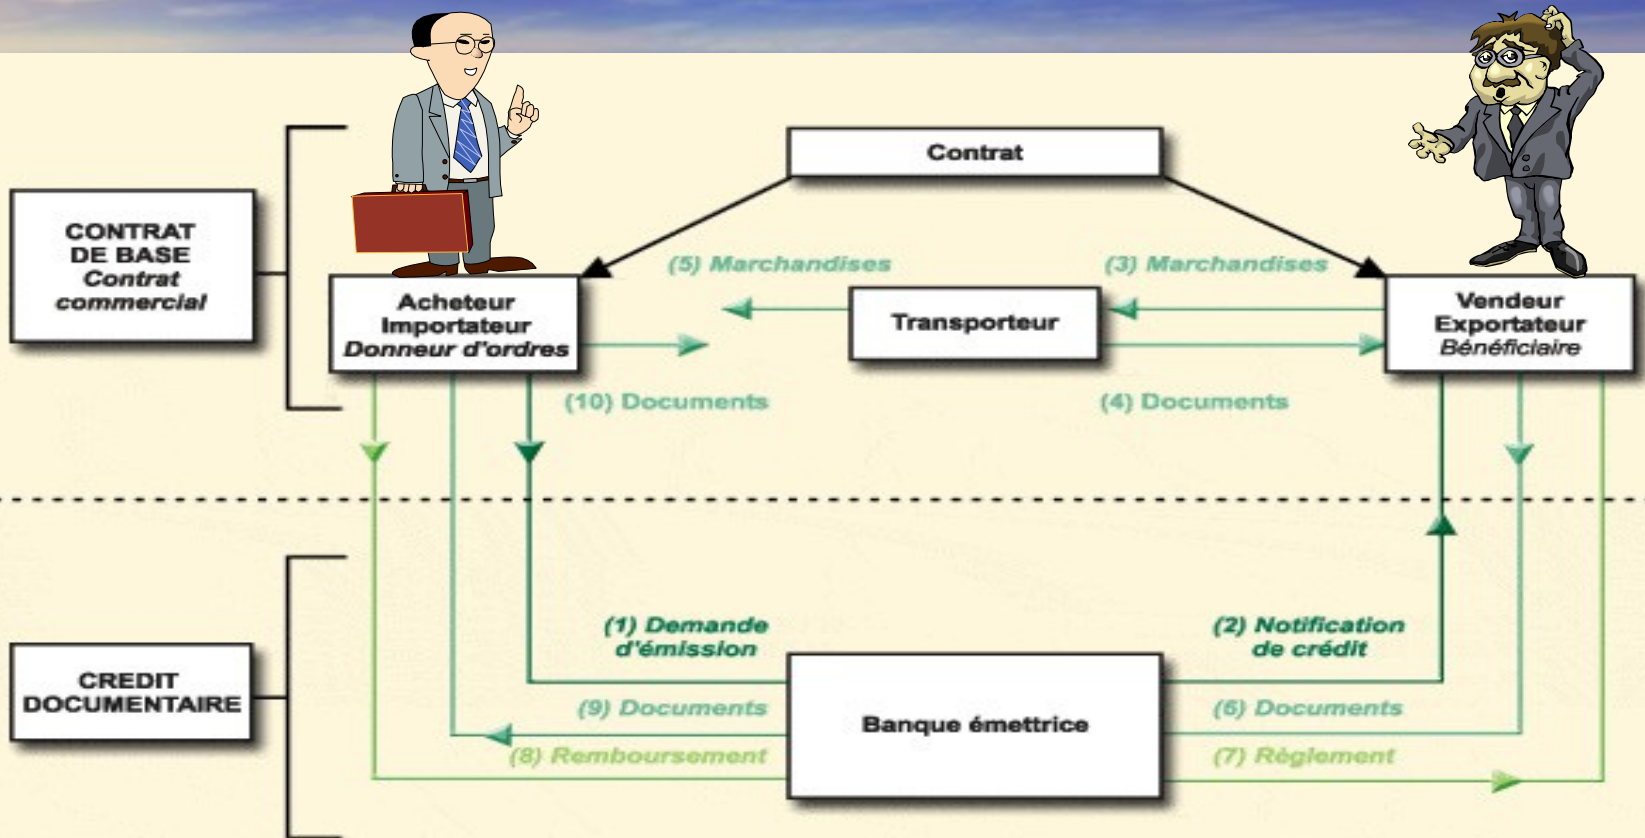 Contrat
CONTRAT
DE BASE
Contrat
commercial
(5) Marchandises
(3) Marchandises
Acheteur
Importateur
Donneur d'ordres
Transporteur
Vendeur
Exportateur
Bénéficiaire
(10) Documents
(4) Documents
(1) Demande
d'émission
(2) Notification
de crédit
CREDIT
DOCUMENTAIRE
Banque émettrice
(9) Documents
(6) Documents
(8) Remboursement
(7) Règlement